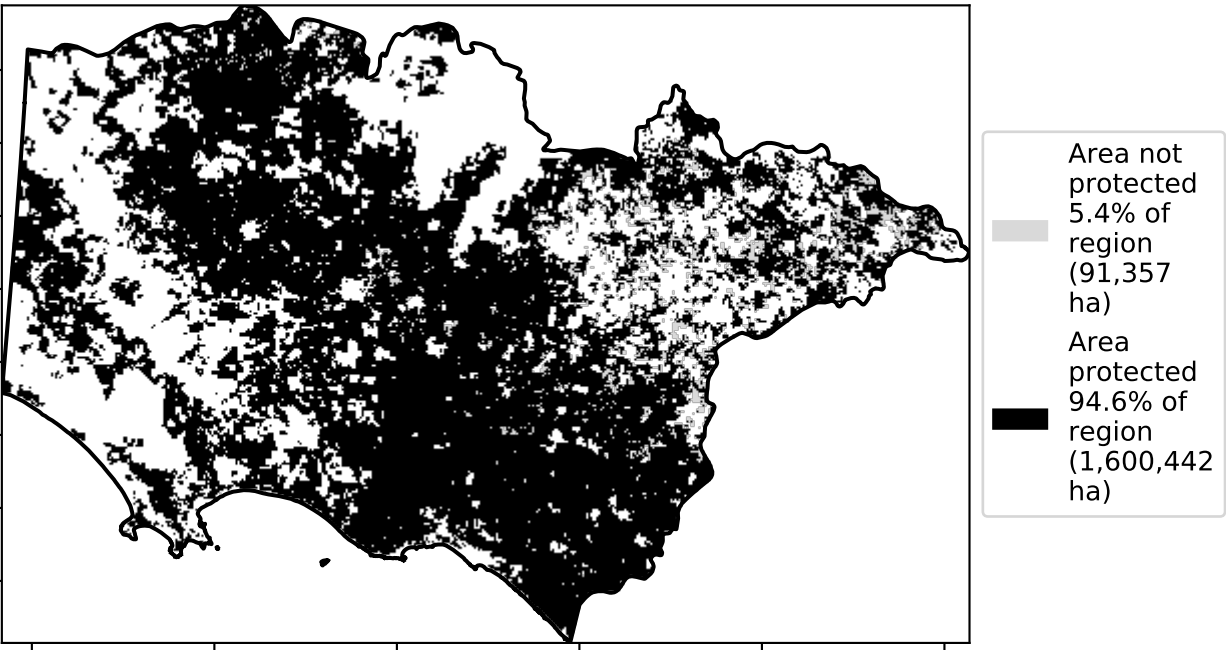 Area not
protected
5.4% of
region
(91,357
ha)
Area
protected
94.6% of
region
(1,600,442
ha)